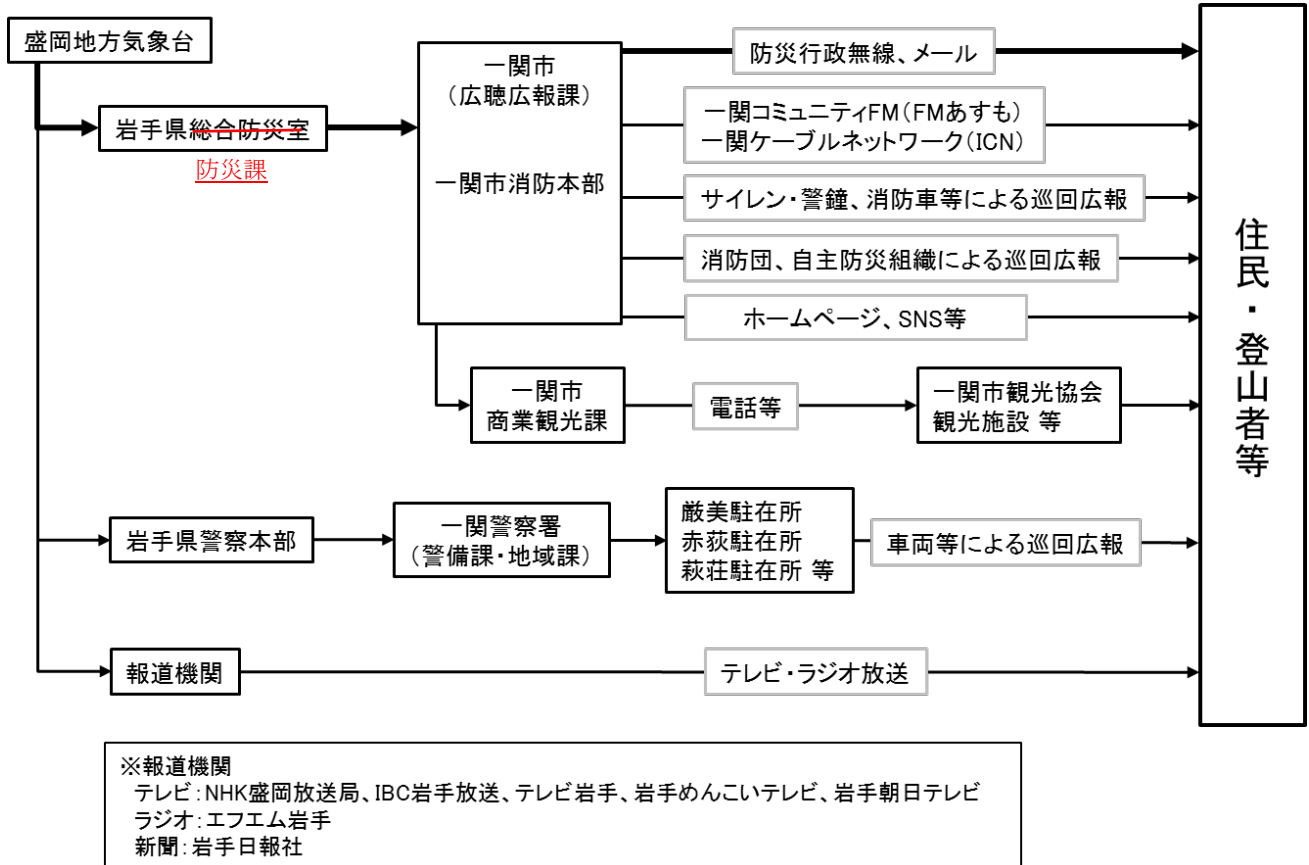 盛岡地方気象台
岩手県総合防災室
防災課
一関市
（広聴広報課）
一関市消防本部
防災行政無線、メール
一関コミュニティFM（FMあすも）
一関ケーブルネットワーク（ICN）
サイレン・警鐘、消防車等による巡回広報
消防団、自主防災組織による巡回広報
ホームページ、SNS等
一関市
商業観光課
電話等
一関市観光協会
観光施設 等
岩手県警察本部
一関警察署
（警備課・地域課）
厳美駐在所
赤荻駐在所
萩荘駐在所 等
車両等による巡回広報
報道機関
テレビ・ラジオ放送
住民・登山者等
※報道機関
テレビ：NHK盛岡放送局、IBC岩手放送、テレビ岩手、岩手めんこいテレビ、岩手朝日テレビ
ラジオ：エフエム岩手
新聞：岩手日報社